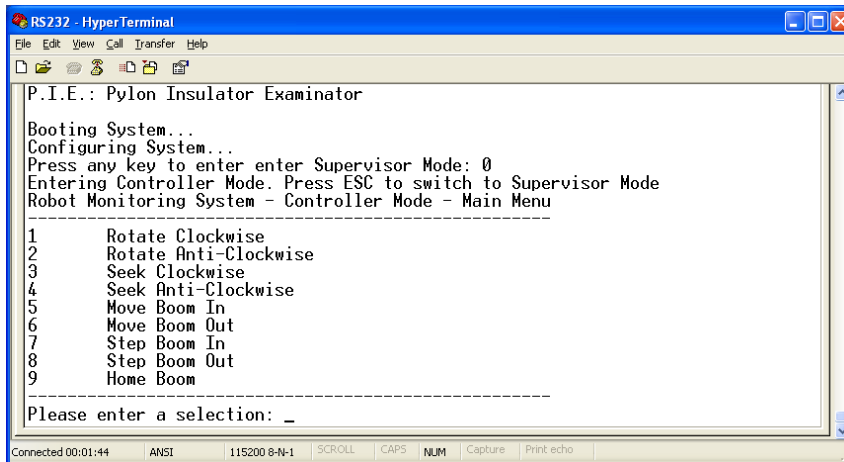 RS232 - HyperTerminal
File Edit View Call Transfer Help
P.I.E.: Pylon Insulator Examinator
Booting System...
Configuring System...
Press any key to enter enter Supervisor Mode: 0
Entering Controller Mode. Press ESC to switch to Supervisor Mode
Robot Monitoring System - Controller Mode - Main Menu
-----------------------------------------------------
1 Rotate Clockwise
2 Rotate Anti-Clockwise
3 Seek Clockwise
4 Seek Anti-Clockwise
5 Move Boom In
6 Move Boom Out
7 Step Boom In
8 Step Boom Out
9 Home Boom
-----------------------------------------------------
Please enter a selection: _
Connected 00:01:44 ANSI 115200 8-N-1 SCROLL CAPS NUM Capture Print echo